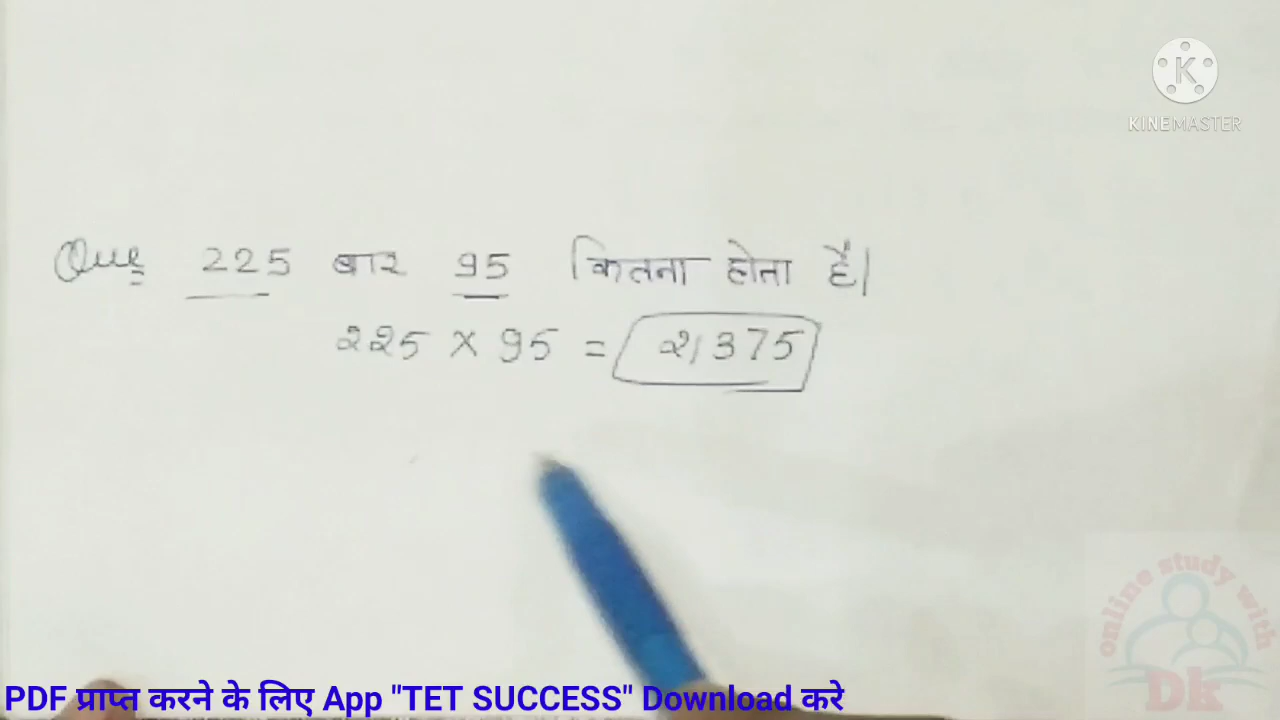 K
KINEMASTER
Que 225 बार 95 कितना होता है।
225 × 95 = 21375
online study with
Dk
PDF प्राप्त करने के लिए App "TET SUCCESS" Download करे